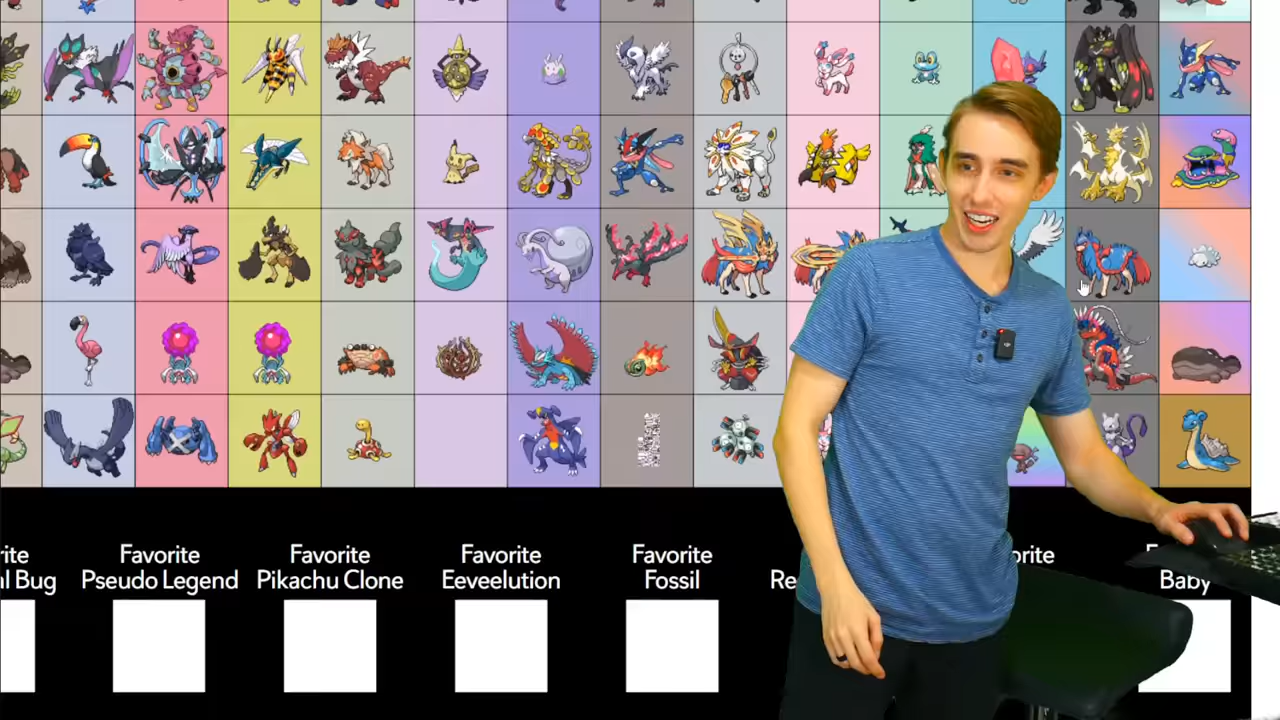 Favorite
Pseudo Legend
Favorite
Pikachu Clone
Favorite
Eeveelution
Favorite
Fossil
Baby